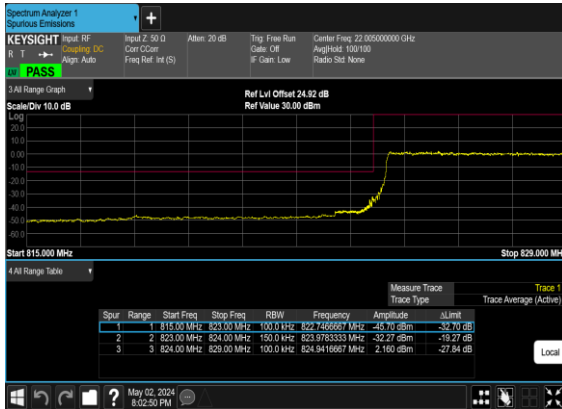 Spectrum Analyzer 1
Spurious Emissions
+
KEYSIGHT Input: RF Input Z: 50 Ω Atten: 20 dB Trig: Free Run Center Freq: 22.005000000 GHz
R T Coupling: DC Corr CCorr Gate: Off Avg|Hold: 100/100
Align: Auto Freq Ref: Int (S) IF Gain: Low Radio Std: None
PASS
3 All Range Graph
Ref Lvl Offset 24.92 dB
Scale/Div 10.0 dB Ref Value 30.00 dBm
Log
20.0
10.0
0.00
-10.0
-20.0
-30.0
-40.0
-50.0
-60.0
Start 815.000 MHz Stop 829.000 MHz
4 All Range Table
Measure Trace Trace 1
Trace Type Trace Average (Active)
Spur Range Start Freq Stop Freq RBW Frequency Amplitude ΔLimit
1 1 815.00 MHz 823.00 MHz 100.0 kHz 822.7466667 MHz -45.70 dBm -32.70 dB
2 2 823.00 MHz 824.00 MHz 150.0 kHz 823.9783333 MHz -32.27 dBm -19.27 dB
3 3 824.00 MHz 829.00 MHz 100.0 kHz 824.9416667 MHz 2.160 dBm -27.84 dB
Local
? May 02, 2024
8:02:50 PM